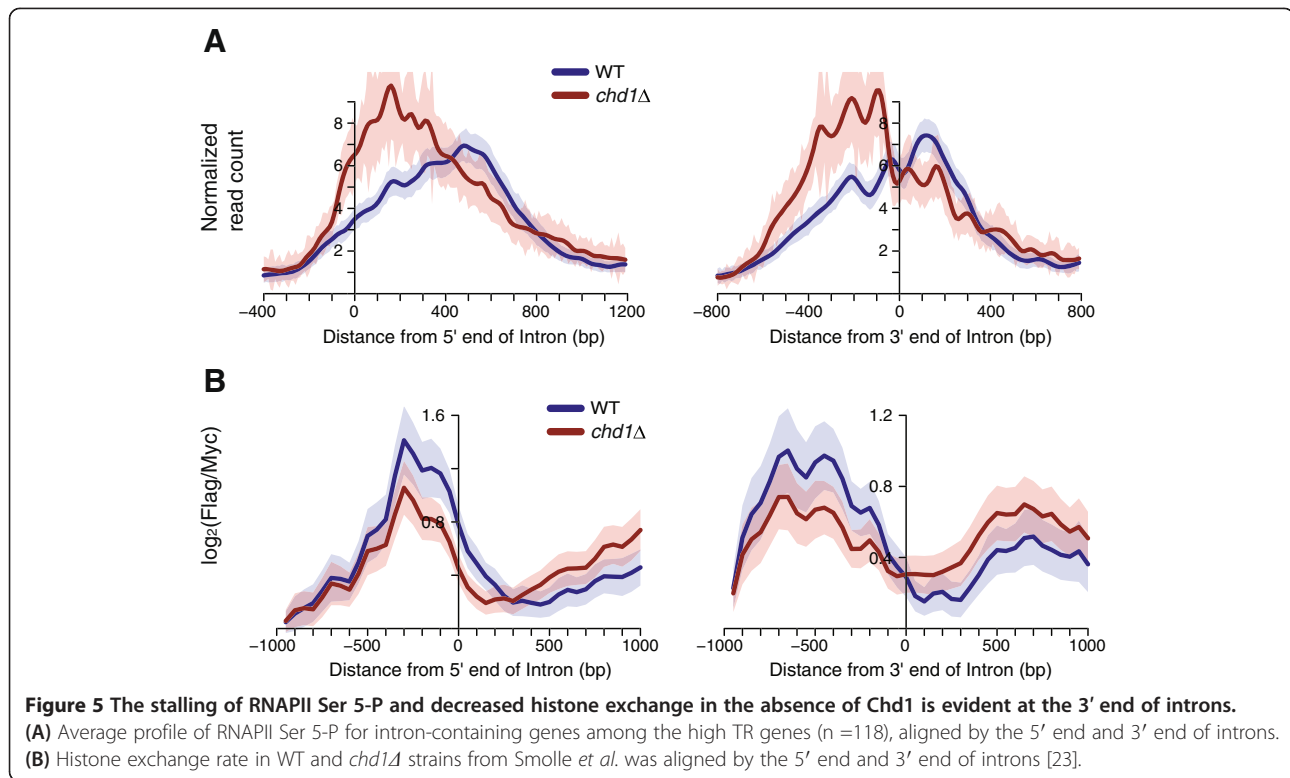 A
WT
chd1Δ
Normalized
read count
8
6
4
2
−400
0
400
800
1200
Distance from 5' end of Intron (bp)
8
6
4
2
−800
−400
0
400
800
Distance from 3' end of Intron (bp)
B
WT
chd1Δ
log₂(Flag/Myc)
1.6
0.8
−1000
−500
0
500
1000
Distance from 5' end of Intron (bp)
1.2
0.8
0.4
−1000
−500
0
500
1000
Distance from 3' end of Intron (bp)
Figure 5 The stalling of RNAPII Ser 5-P and decreased histone exchange in the absence of Chd1 is evident at the 3′ end of introns.
(A) Average profile of RNAPII Ser 5-P for intron-containing genes among the high TR genes (n =118), aligned by the 5′ end and 3′ end of introns.
(B) Histone exchange rate in WT and chd1Δ strains from Smolle et al. was aligned by the 5′ end and 3′ end of introns [23].